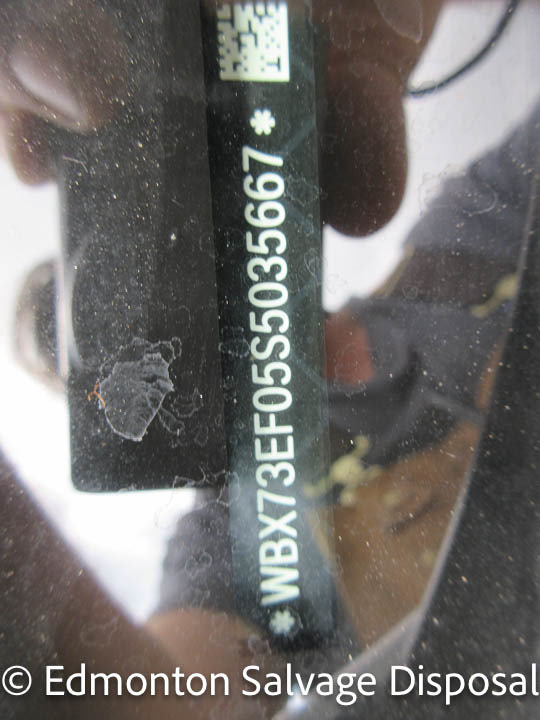 *WBX73EF05S5035667*
© Edmonton Salvage Disposal